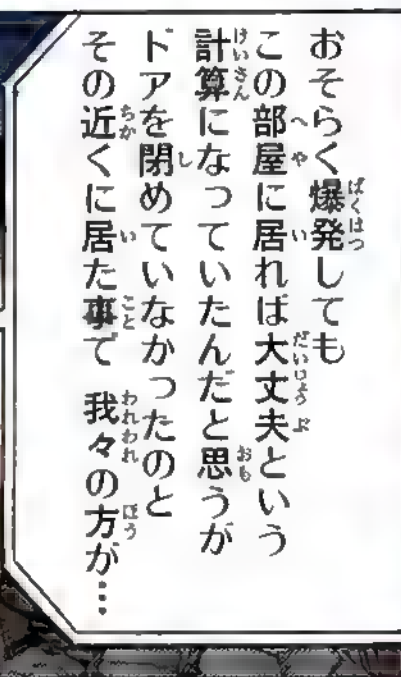 おそらく爆発しても
この部屋に居れば大丈夫という
計算になっていたんだと思うが
ドアを閉めていなかったのと
その近くに居た事で 我々の方が…